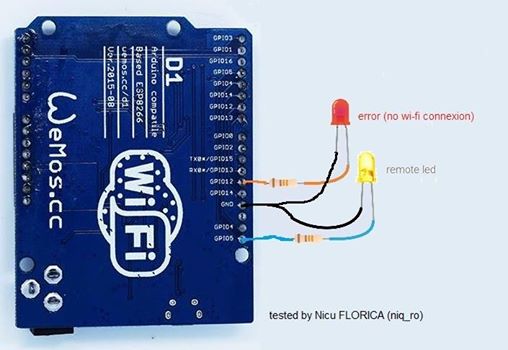 GPIO3
GPIO1
GPIO16
GPIO5
GPIO4
GPIO14
GPIO12
GPIO13
GPIO0
GPIO2
TX0#/GPIO15
RX0#/GPIO13
GPIO12
GND
GPIO4
GPIO5
D1
Arduino compatile
Based ESP8266
wemos.cc/d1
Ver.2015-08
WeMos.cc
WiFi
error (no wi-fi connexion)
remote led
tested by Nicu FLORICA (niq_ro)